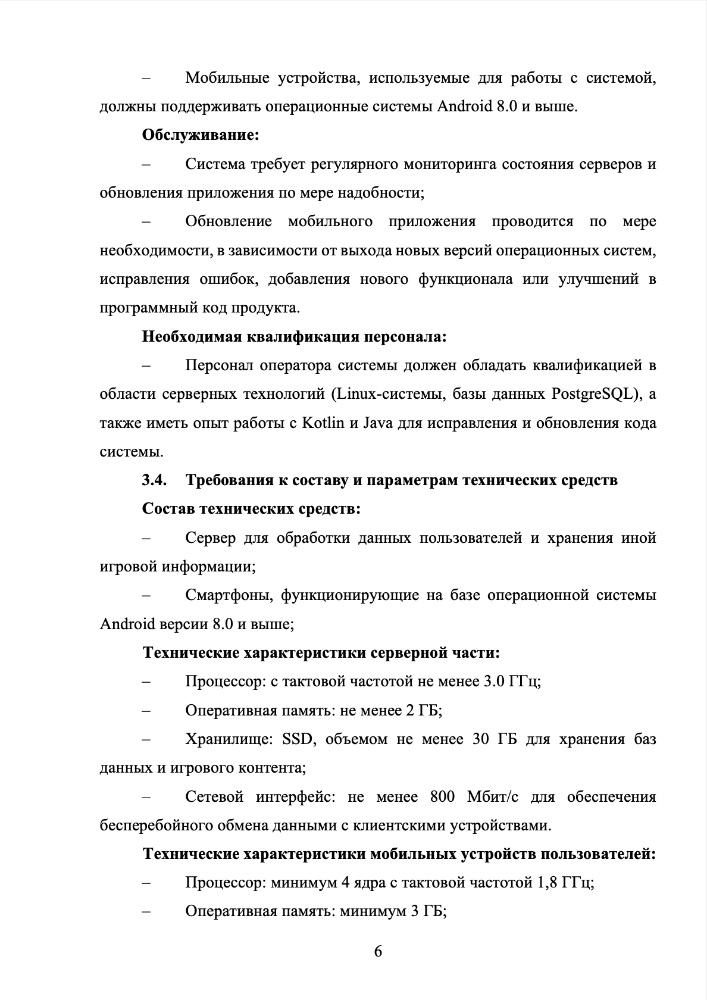 – Мобильные устройства, используемые для работы с системой,
должны поддерживать операционные системы Android 8.0 и выше.
Обслуживание:
– Система требует регулярного мониторинга состояния серверов и
обновления приложения по мере надобности;
– Обновление мобильного приложения проводится по мере
необходимости, в зависимости от выхода новых версий операционных систем,
исправления ошибок, добавления нового функционала или улучшений в
программный код продукта.
Необходимая квалификация персонала:
– Персонал оператора системы должен обладать квалификацией в
области серверных технологий (Linux-системы, базы данных PostgreSQL), а
также иметь опыт работы с Kotlin и Java для исправления и обновления кода
системы.
3.4. Требования к составу и параметрам технических средств
Состав технических средств:
– Сервер для обработки данных пользователей и хранения иной
игровой информации;
– Смартфоны, функционирующие на базе операционной системы
Android версии 8.0 и выше;
Технические характеристики серверной части:
– Процессор: с тактовой частотой не менее 3.0 ГГц;
– Оперативная память: не менее 2 ГБ;
– Хранилище: SSD, объемом не менее 30 ГБ для хранения баз
данных и игрового контента;
– Сетевой интерфейс: не менее 800 Мбит/с для обеспечения
бесперебойного обмена данными с клиентскими устройствами.
Технические характеристики мобильных устройств пользователей:
– Процессор: минимум 4 ядра с тактовой частотой 1,8 ГГц;
– Оперативная память: минимум 3 ГБ;
6